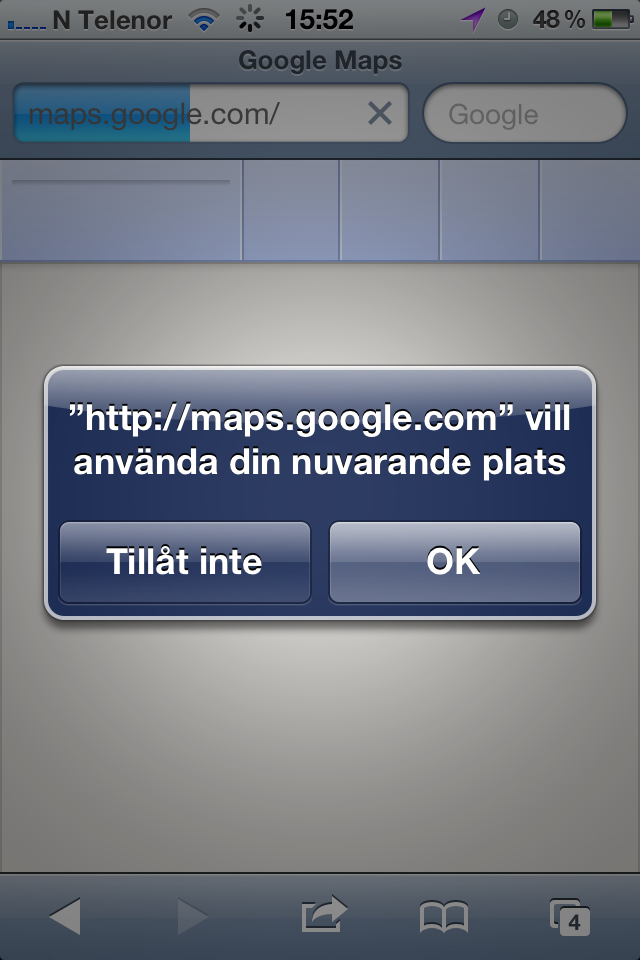 N Telenor 15:52 48 %
Google Maps
maps.google.com/ Google
”http://maps.google.com” vill
använda din nuvarande plats
Tillåt inte OK
4